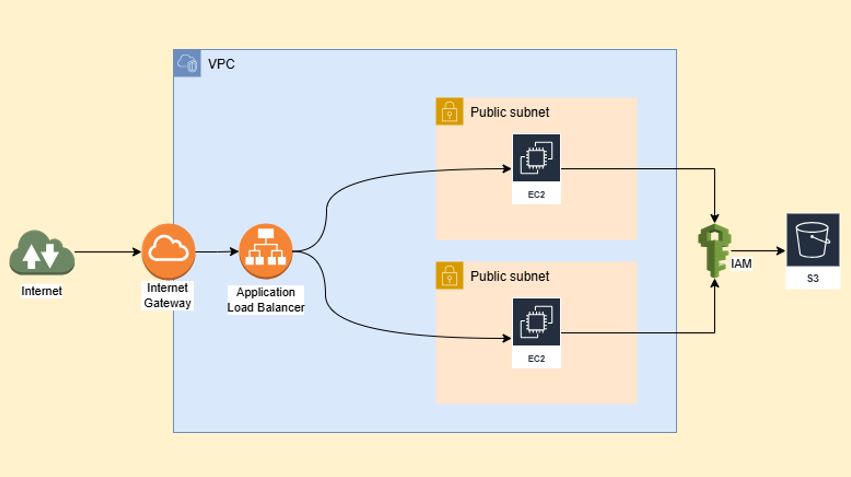 VPC
Public subnet
EC2
Internet
Internet
Gateway
Application
Load Balancer
Public subnet
EC2
IAM
S3